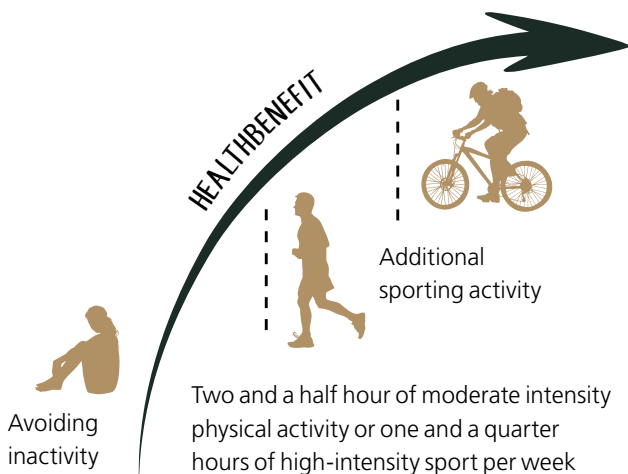 HEALTHBENEFIT
Additional
sporting activity
Avoiding
inactivity
Two and a half hour of moderate intensity
physical activity or one and a quarter
hours of high-intensity sport per week